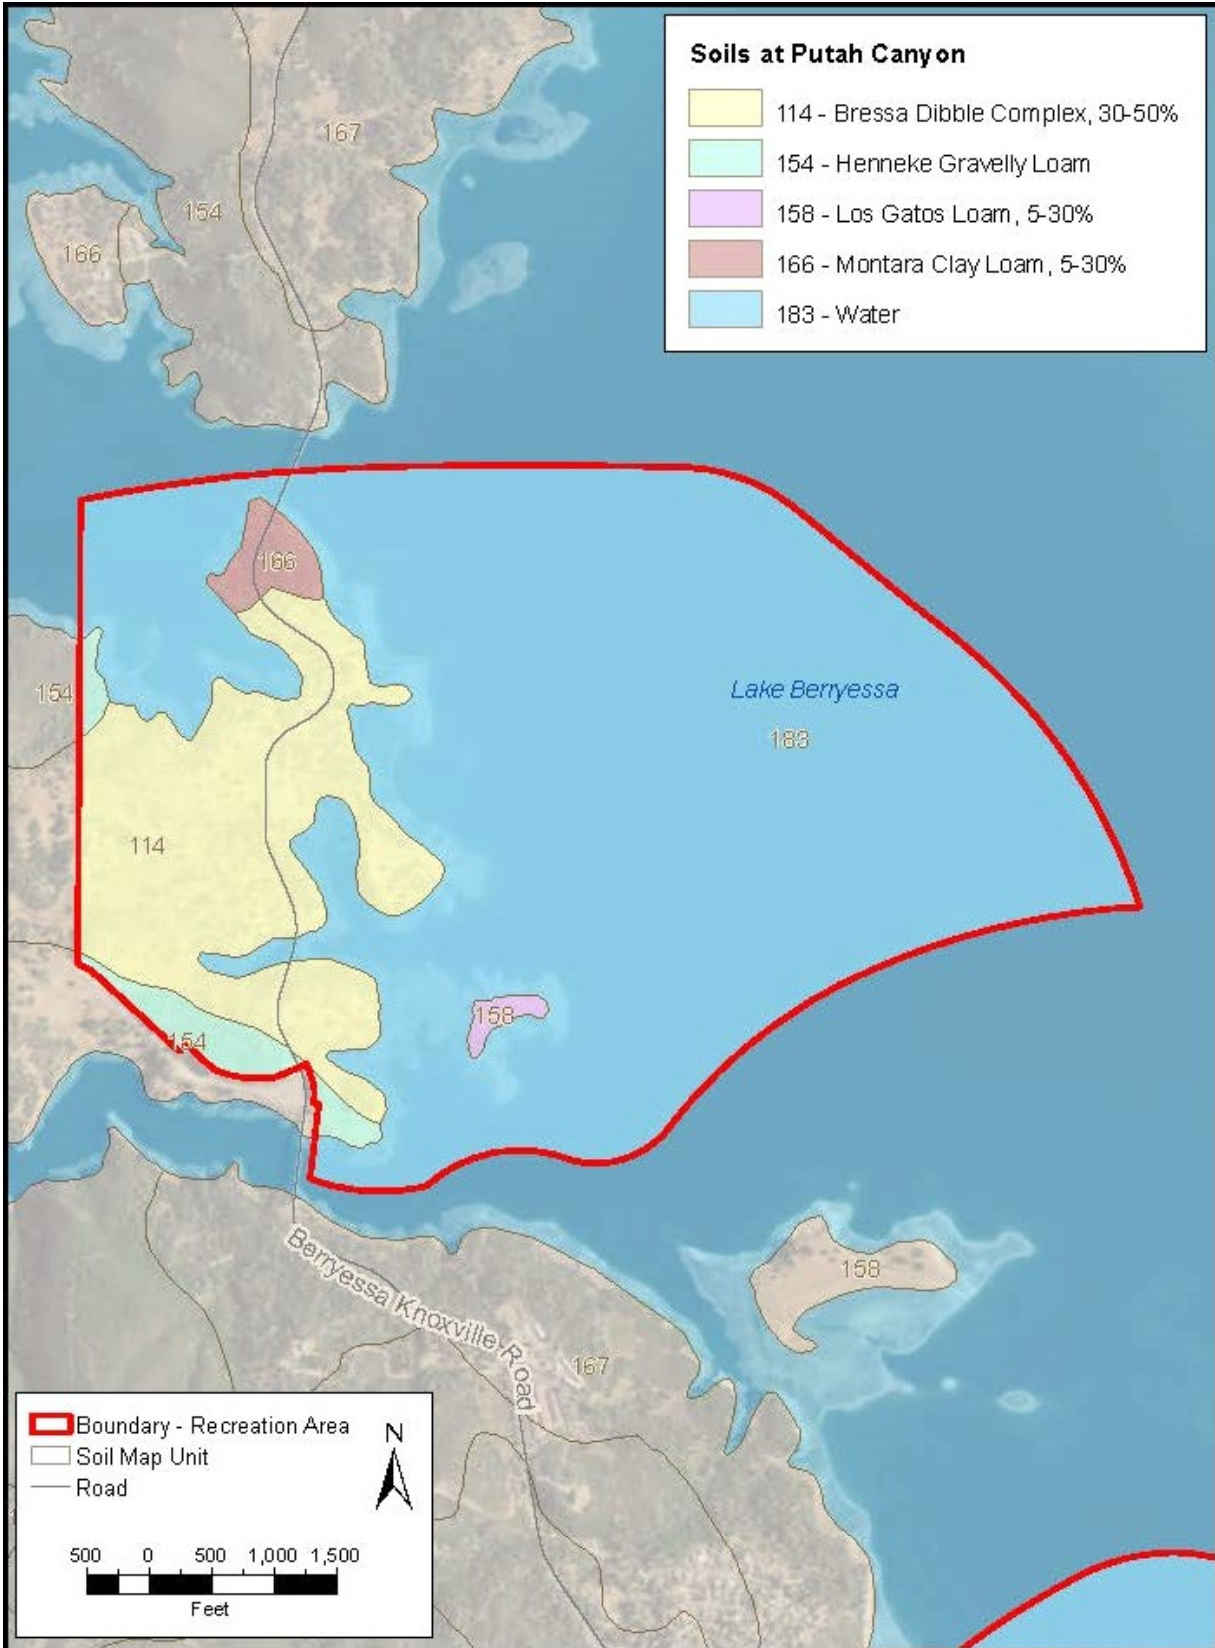 Soils at Putah Canyon
114 - Bressa Dibble Complex, 30-50%
154 - Henneke Gravelly Loam
158 - Los Gatos Loam, 5-30%
166 - Montara Clay Loam, 5-30%
183 - Water
167
154
166
166
154
Lake Berryessa
183
114
158
154
Berryessa Knoxville Road
158
167
Boundary - Recreation Area
Soil Map Unit
Road
N
500 0 500 1,000 1,500
Feet